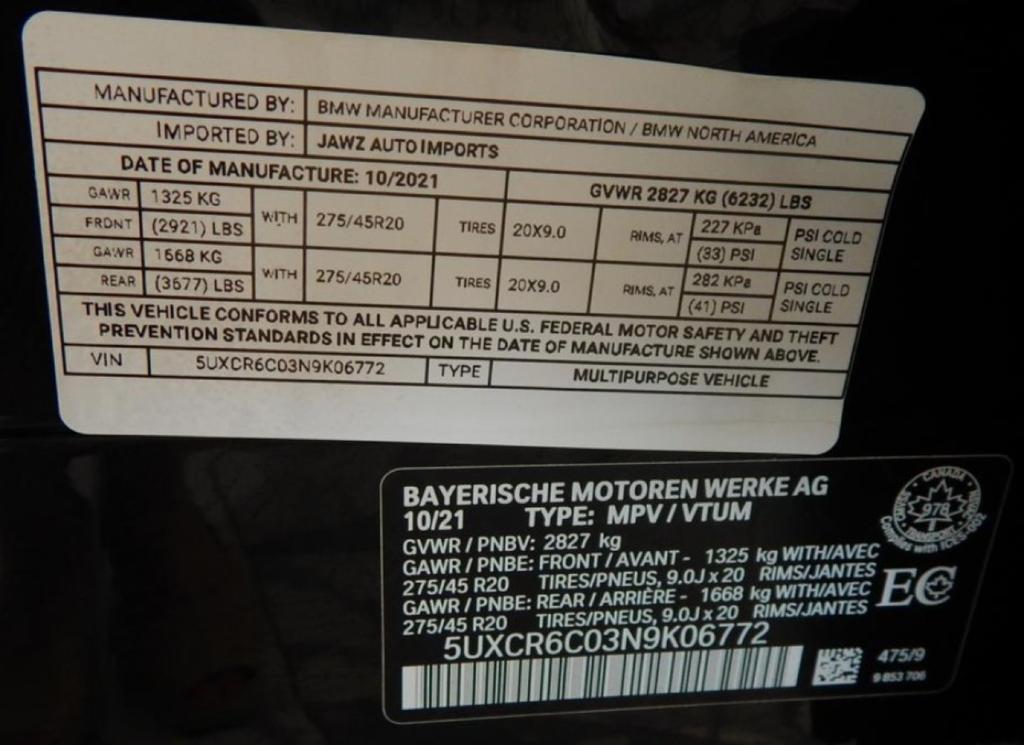 MANUFACTURED BY: BMW MANUFACTURER CORPORATION / BMW NORTH AMERICA
IMPORTED BY: JAWZ AUTO IMPORTS
DATE OF MANUFACTURE: 10/2021 GVWR 2827 KG (6232) LBS
GAWR 1325 KG WITH 275/45R20 TIRES 20X9.0 RIMS, AT 227 KPa PSI COLD
FRONT (2921) LBS (33) PSI SINGLE
GAWR 1668 KG WITH 275/45R20 TIRES 20X9.0 RIMS, AT 282 KPa PSI COLD
REAR (3677) LBS (41) PSI SINGLE
THIS VEHICLE CONFORMS TO ALL APPLICABLE U.S. FEDERAL MOTOR SAFETY AND THEFT
PREVENTION STANDARDS IN EFFECT ON THE DATE OF MANUFACTURE SHOWN ABOVE.
VIN 5UXCR6C03N9K06772 TYPE MULTIPURPOSE VEHICLE
BAYERISCHE MOTOREN WERKE AG
10/21 TYPE: MPV / VTUM
GVWR / PNBV: 2827 kg
GAWR / PNBE: FRONT / AVANT - 1325 kg WITH/AVEC
275/45 R20 TIRES/PNEUS, 9.0J x 20 RIMS/JANTES
GAWR / PNBE: REAR / ARRIÈRE - 1668 kg WITH/AVEC
275/45 R20 TIRES/PNEUS, 9.0J x 20 RIMS/JANTES
5UXCR6C03N9K06772
CANADA
TRANSPORT
978
EC
475/9
9 853 706